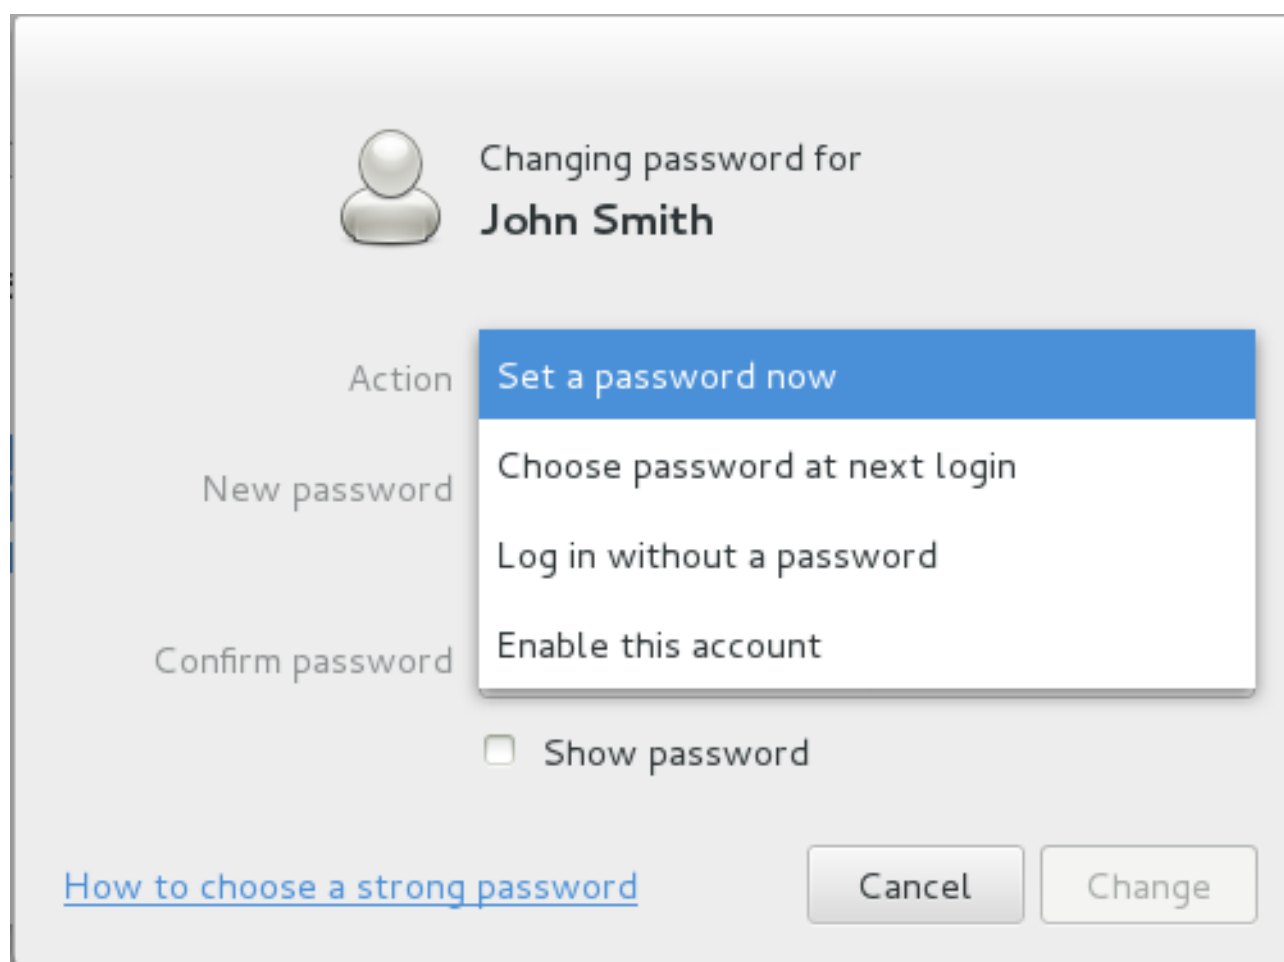 Changing password for
John Smith
Action
Set a password now
Choose password at next login
New password
Log in without a password
Enable this account
Confirm password
Show password
How to choose a strong password
Cancel
Change